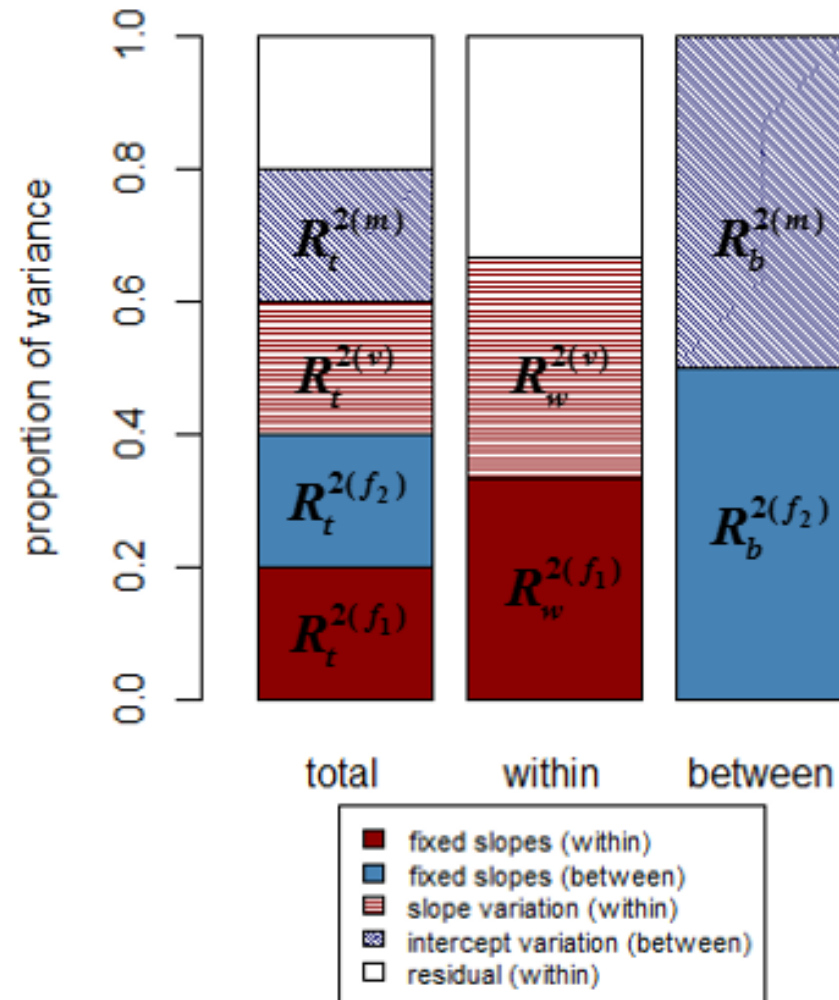 proportion of variance
1.0
0.8
0.6
0.4
0.2
0.0
R_t^{2(m)}
R_t^{2(v)}
R_t^{2(f_2)}
R_t^{2(f_1)}
R_w^{2(v)}
R_w^{2(f_1)}
R_b^{2(m)}
R_b^{2(f_2)}
total within between
fixed slopes (within)
fixed slopes (between)
slope variation (within)
intercept variation (between)
residual (within)